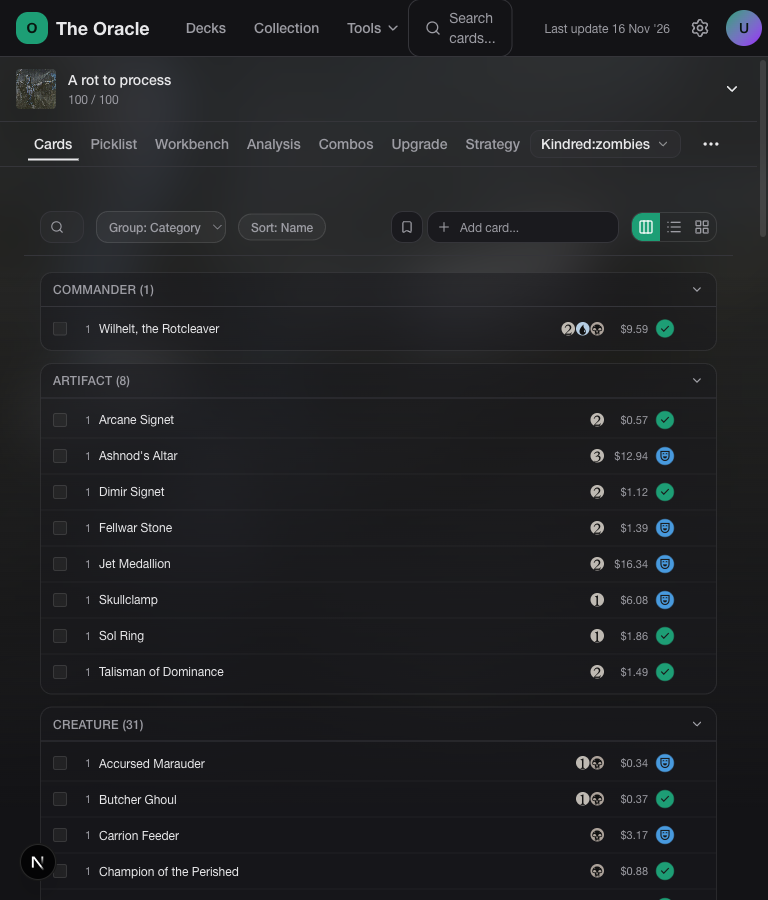 O The Oracle Decks Collection Tools Search cards... Last update 16 Nov '26 U
A rot to process
100 / 100
Cards Picklist Workbench Analysis Combos Upgrade Strategy Kindred:zombies
Group: Category Sort: Name Add card...
COMMANDER (1)
1 Wilhelt, the Rotcleaver 2 $9.59
ARTIFACT (8)
1 Arcane Signet 2 $0.57
1 Ashnod's Altar 3 $12.94
1 Dimir Signet 2 $1.12
1 Fellwar Stone 2 $1.39
1 Jet Medallion 2 $16.34
1 Skullclamp 1 $6.08
1 Sol Ring 1 $1.86
1 Talisman of Dominance 2 $1.49
CREATURE (31)
1 Accursed Marauder 1 $0.34
1 Butcher Ghoul 1 $0.37
1 Carrion Feeder $3.17
N
1 Champion of the Perished $0.88